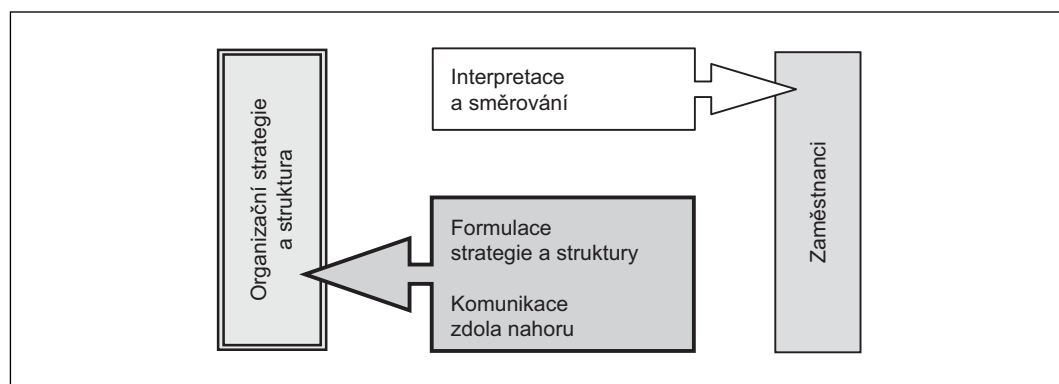 Organizační strategie
a struktura
Interpretace
a směrování
Formulace
strategie a struktury
Komunikace
zdola nahoru
Zaměstnanci